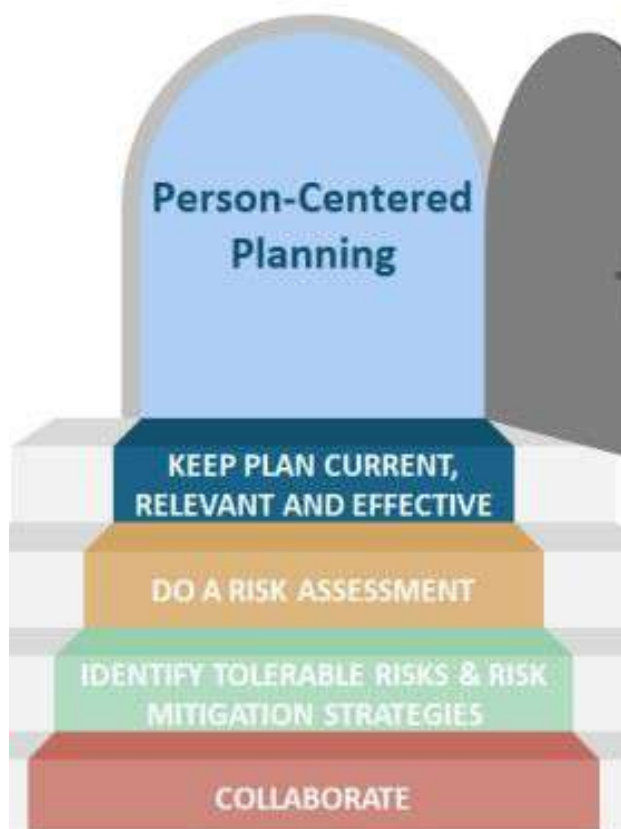 Person-Centered
Planning
KEEP PLAN CURRENT,
RELEVANT AND EFFECTIVE
DO A RISK ASSESSMENT
IDENTIFY TOLERABLE RISKS & RISK
MITIGATION STRATEGIES
COLLABORATE